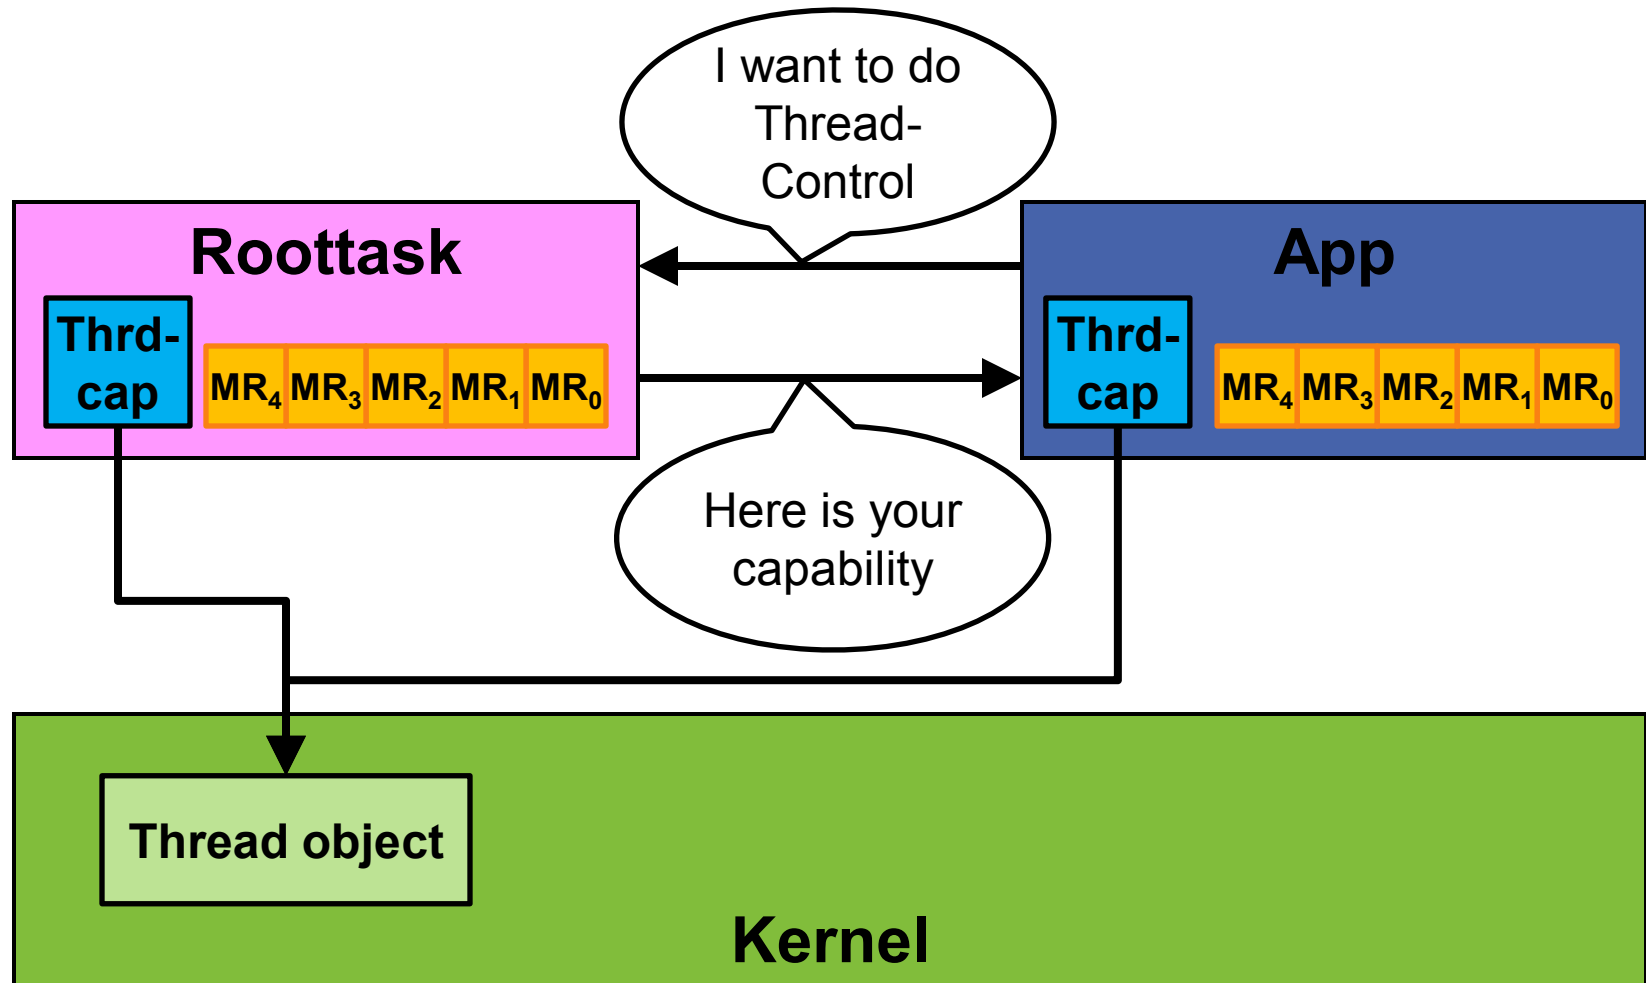 I want to do
Thread-
Control
Roottask
App
Thrd-
cap
MR₄ MR₃ MR₂ MR₁ MR₀
Thrd-
cap
MR₄ MR₃ MR₂ MR₁ MR₀
Here is your
capability
Thread object
Kernel